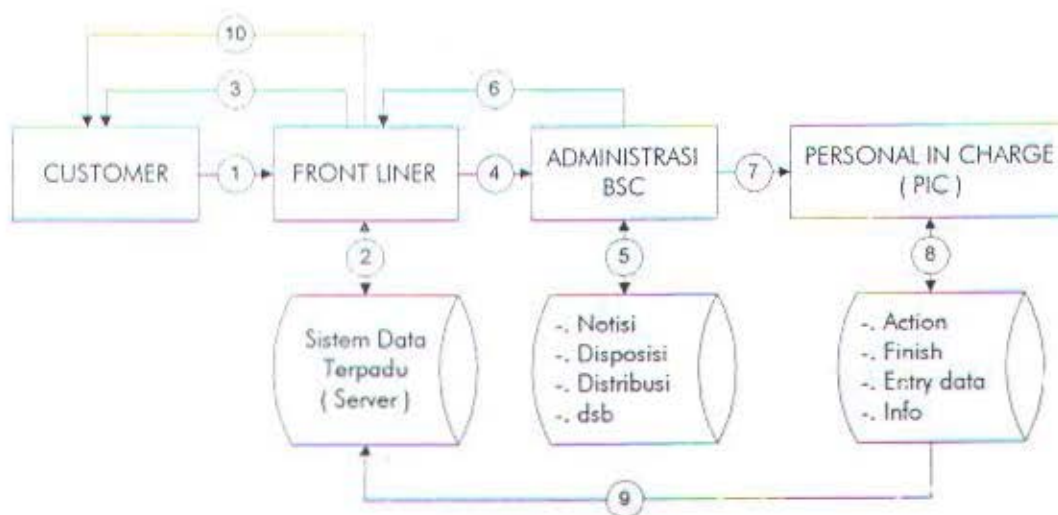 10
3
6
CUSTOMER
1
FRONT LINER
4
ADMINISTRASI
BSC
7
PERSONAL IN CHARGE
( PIC )
2
5
8
Sistem Data
Terpadu
( Server )
-. Notisi
-. Disposisi
-. Distribusi
-. dsb
-. Action
-. Finish
-. Entry data
-. Info
9